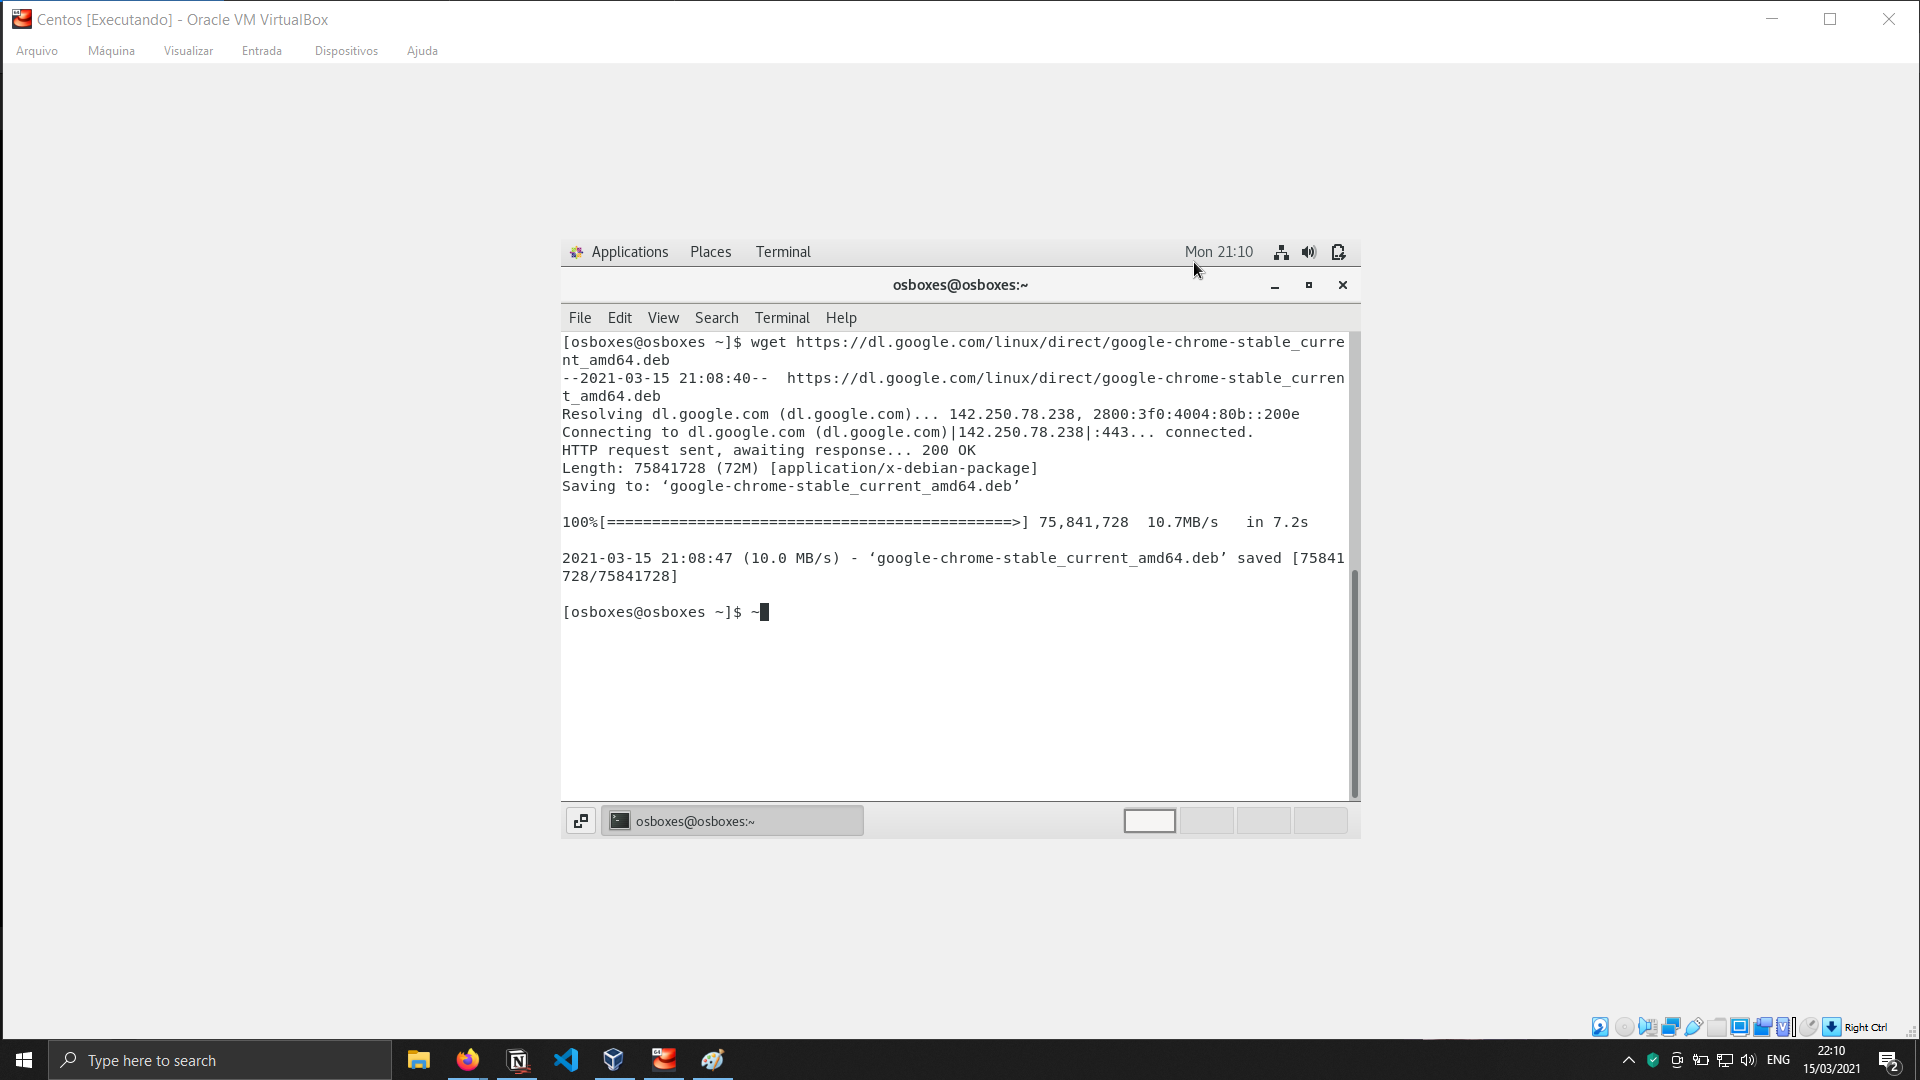 Centos [Executando] - Oracle VM VirtualBox
Arquivo Máquina Visualizar Entrada Dispositivos Ajuda
Applications Places Terminal Mon 21:10
osboxes@osboxes:~
File Edit View Search Terminal Help
[osboxes@osboxes ~]$ wget https://dl.google.com/linux/direct/google-chrome-stable_curre
nt_amd64.deb
--2021-03-15 21:08:40--  https://dl.google.com/linux/direct/google-chrome-stable_curren
t_amd64.deb
Resolving dl.google.com (dl.google.com)... 142.250.78.238, 2800:3f0:4004:80b::200e
Connecting to dl.google.com (dl.google.com)|142.250.78.238|:443... connected.
HTTP request sent, awaiting response... 200 OK
Length: 75841728 (72M) [application/x-debian-package]
Saving to: ‘google-chrome-stable_current_amd64.deb’
100%[=============================================>] 75,841,728  10.7MB/s   in 7.2s
2021-03-15 21:08:47 (10.0 MB/s) - ‘google-chrome-stable_current_amd64.deb’ saved [75841
728/75841728]
[osboxes@osboxes ~]$ ~
osboxes@osboxes:~
Right Ctrl
Type here to search
ENG
22:10
15/03/2021
2